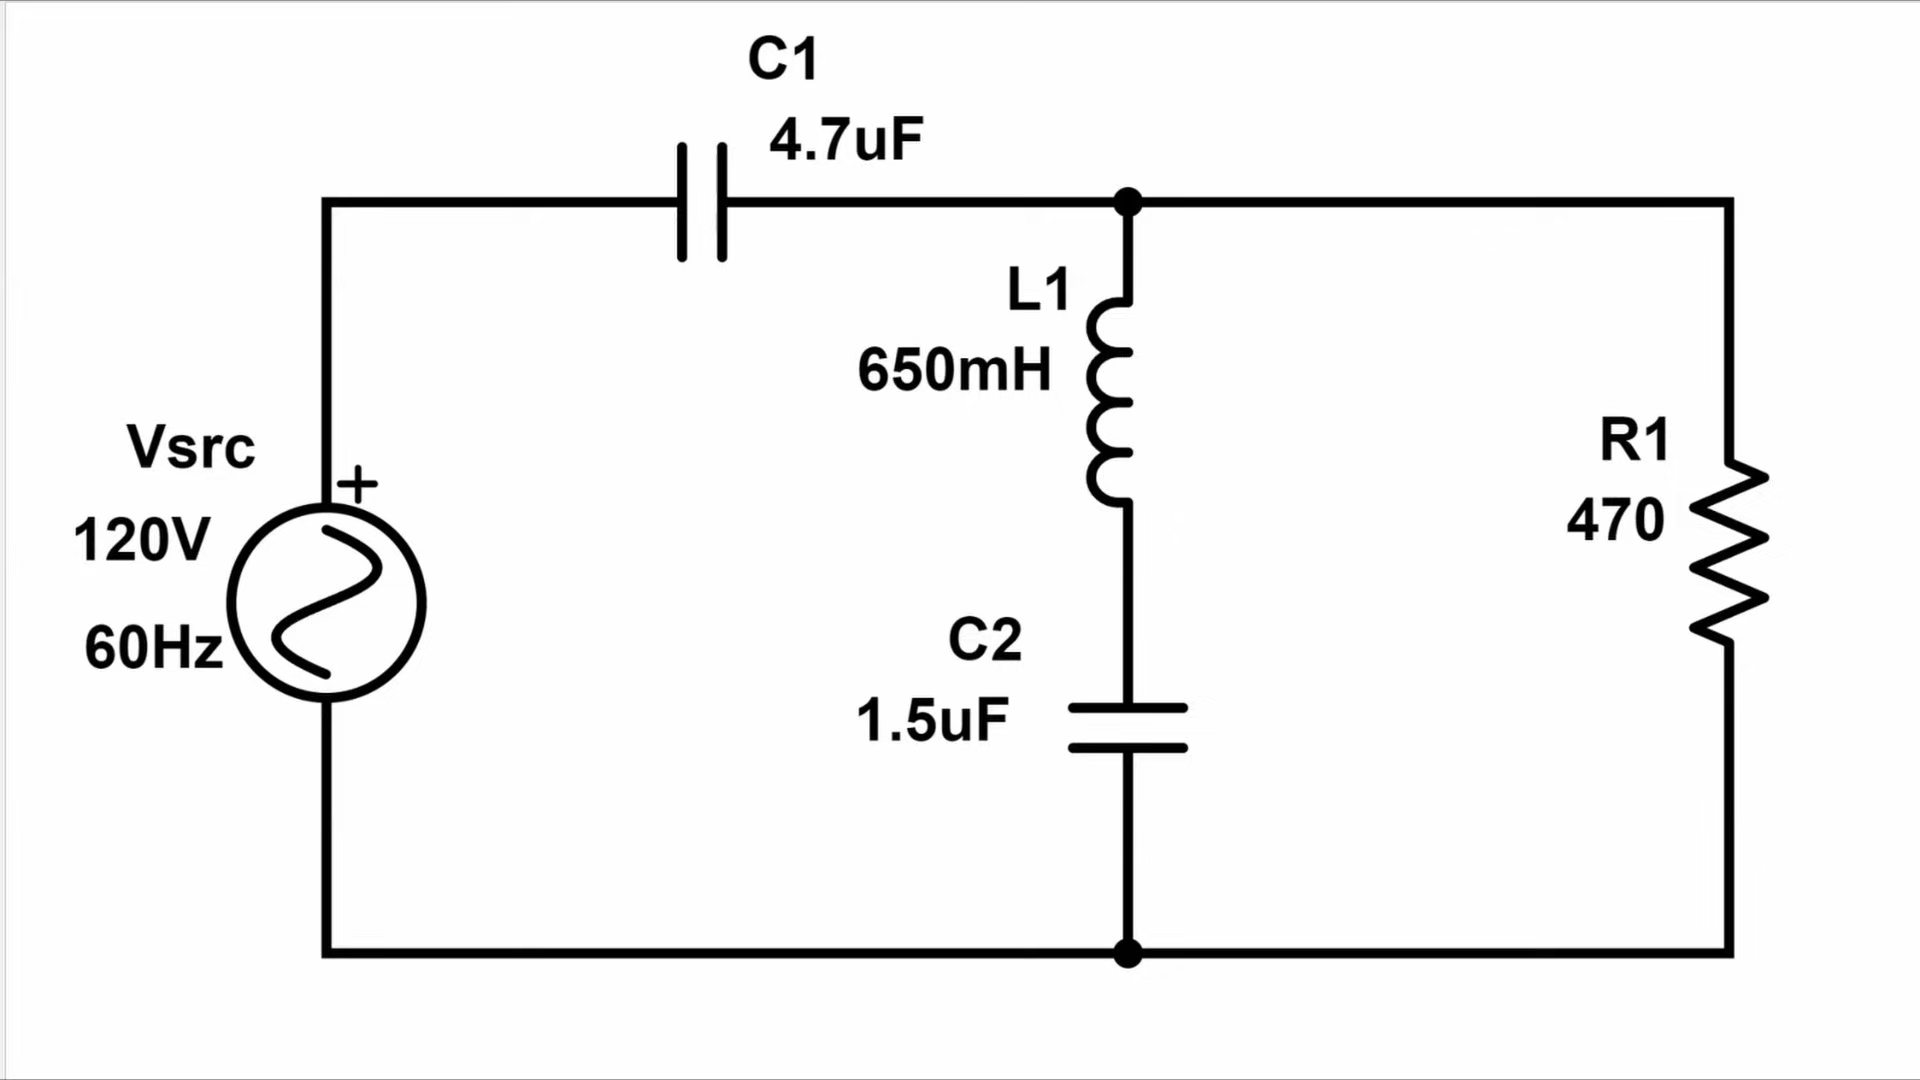 C1
4.7uF
L1
650mH
Vsrc
+
120V
60Hz
R1
470
C2
1.5uF